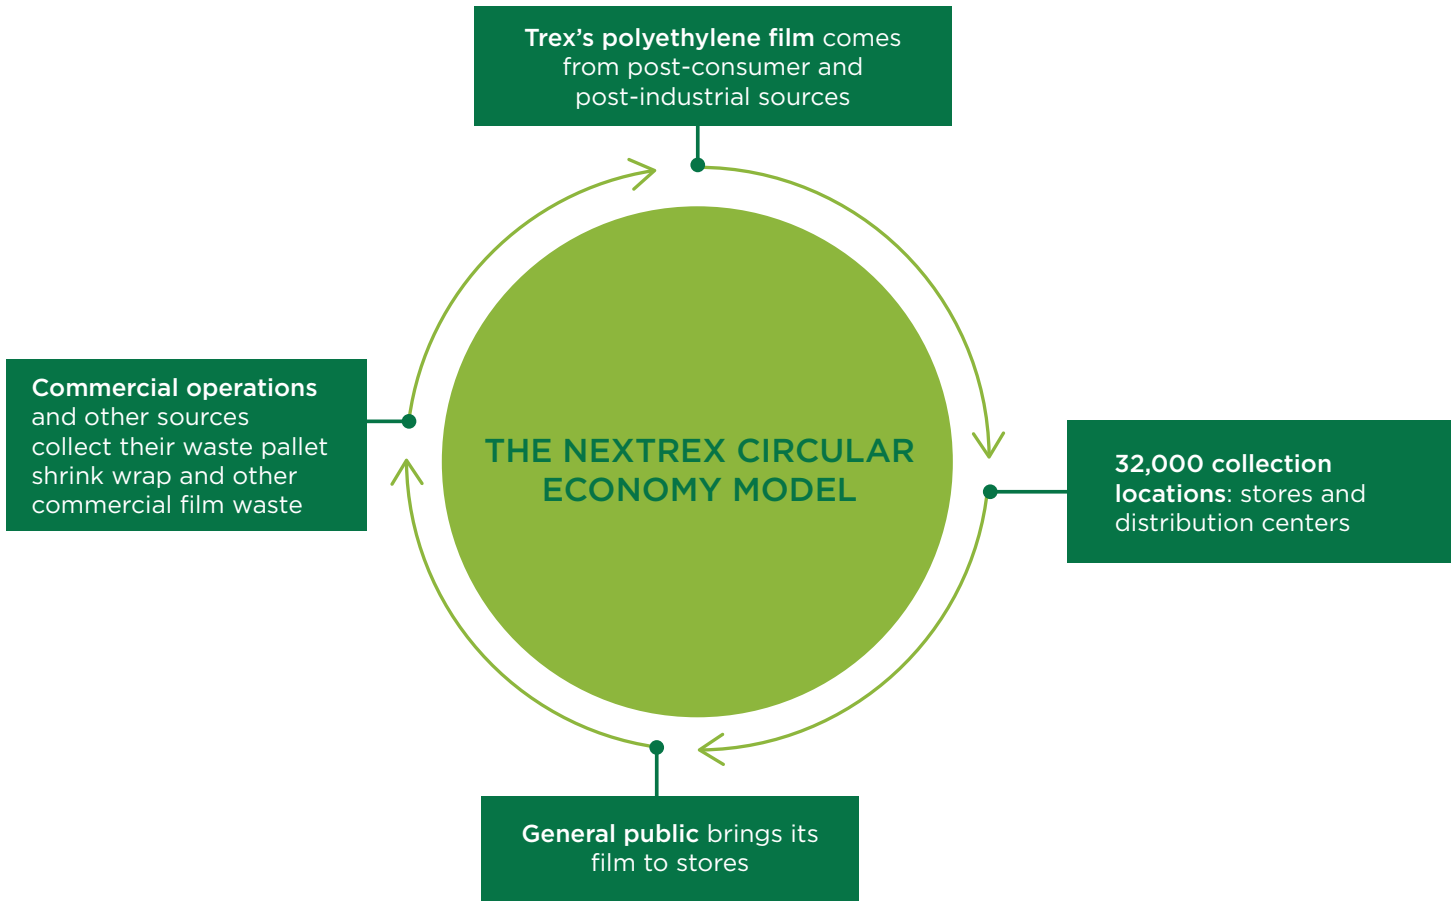 Trex’s polyethylene film comes
from post-consumer and
post-industrial sources
Commercial operations
and other sources
collect their waste pallet
shrink wrap and other
commercial film waste
THE NEXTREX CIRCULAR
ECONOMY MODEL
32,000 collection
locations: stores and
distribution centers
General public brings its
film to stores